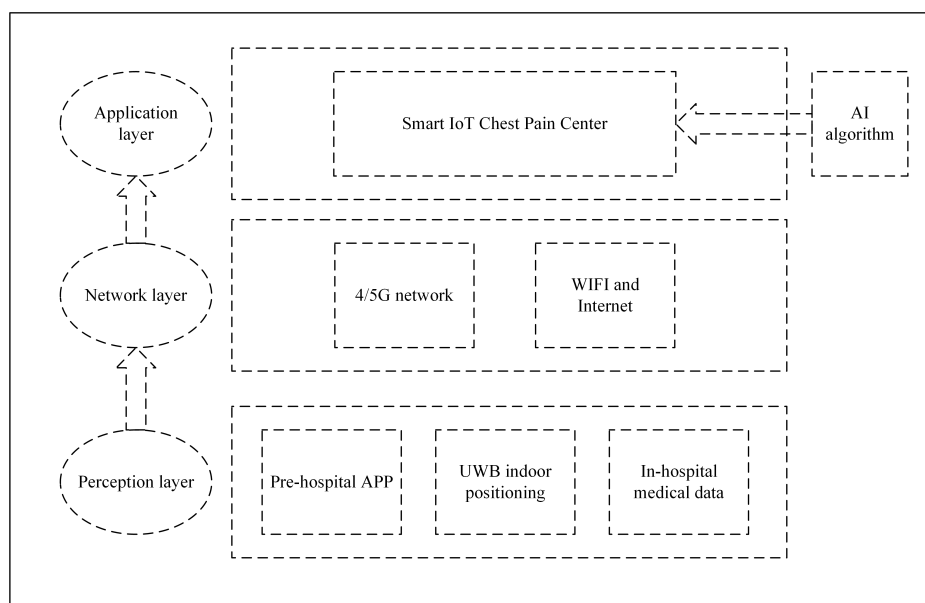 Application
layer
Smart IoT Chest Pain Center
AI
algorithm
Network layer
4/5G network
WIFI and
Internet
Perception layer
Pre-hospital APP
UWB indoor
positioning
In-hospital
medical data